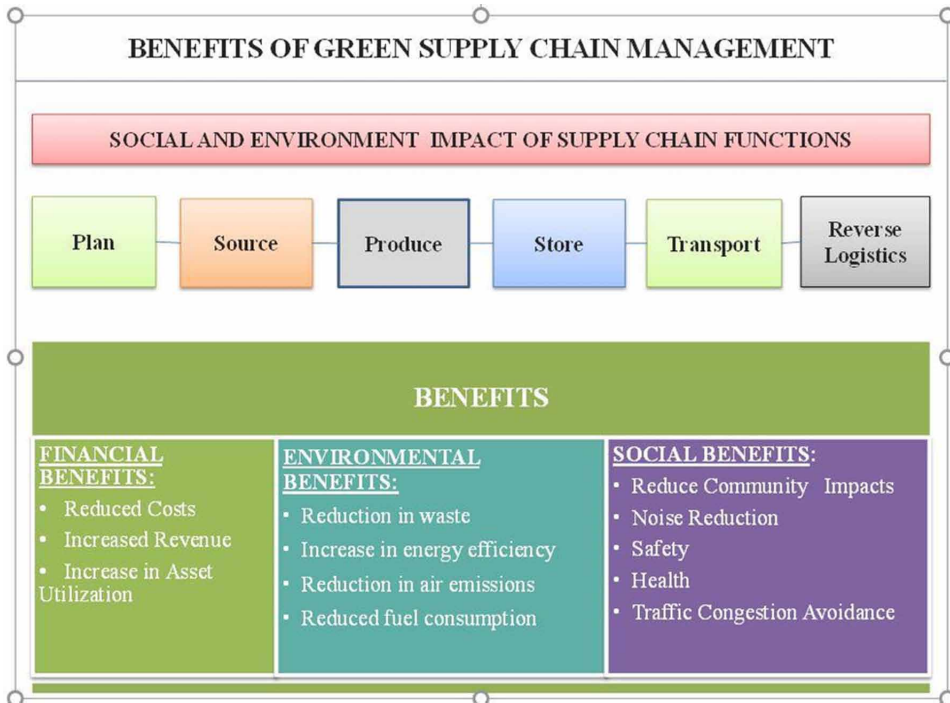 BENEFITS OF GREEN SUPPLY CHAIN MANAGEMENT
SOCIAL AND ENVIRONMENT IMPACT OF SUPPLY CHAIN FUNCTIONS
Plan
Source
Produce
Store
Transport
Reverse
Logistics
BENEFITS
FINANCIAL
BENEFITS:
• Reduced Costs
• Increased Revenue
• Increase in Asset
Utilization
ENVIRONMENTAL
BENEFITS:
• Reduction in waste
• Increase in energy efficiency
• Reduction in air emissions
• Reduced fuel consumption
SOCIAL BENEFITS:
• Reduce Community Impacts
• Noise Reduction
• Safety
• Health
• Traffic Congestion Avoidance